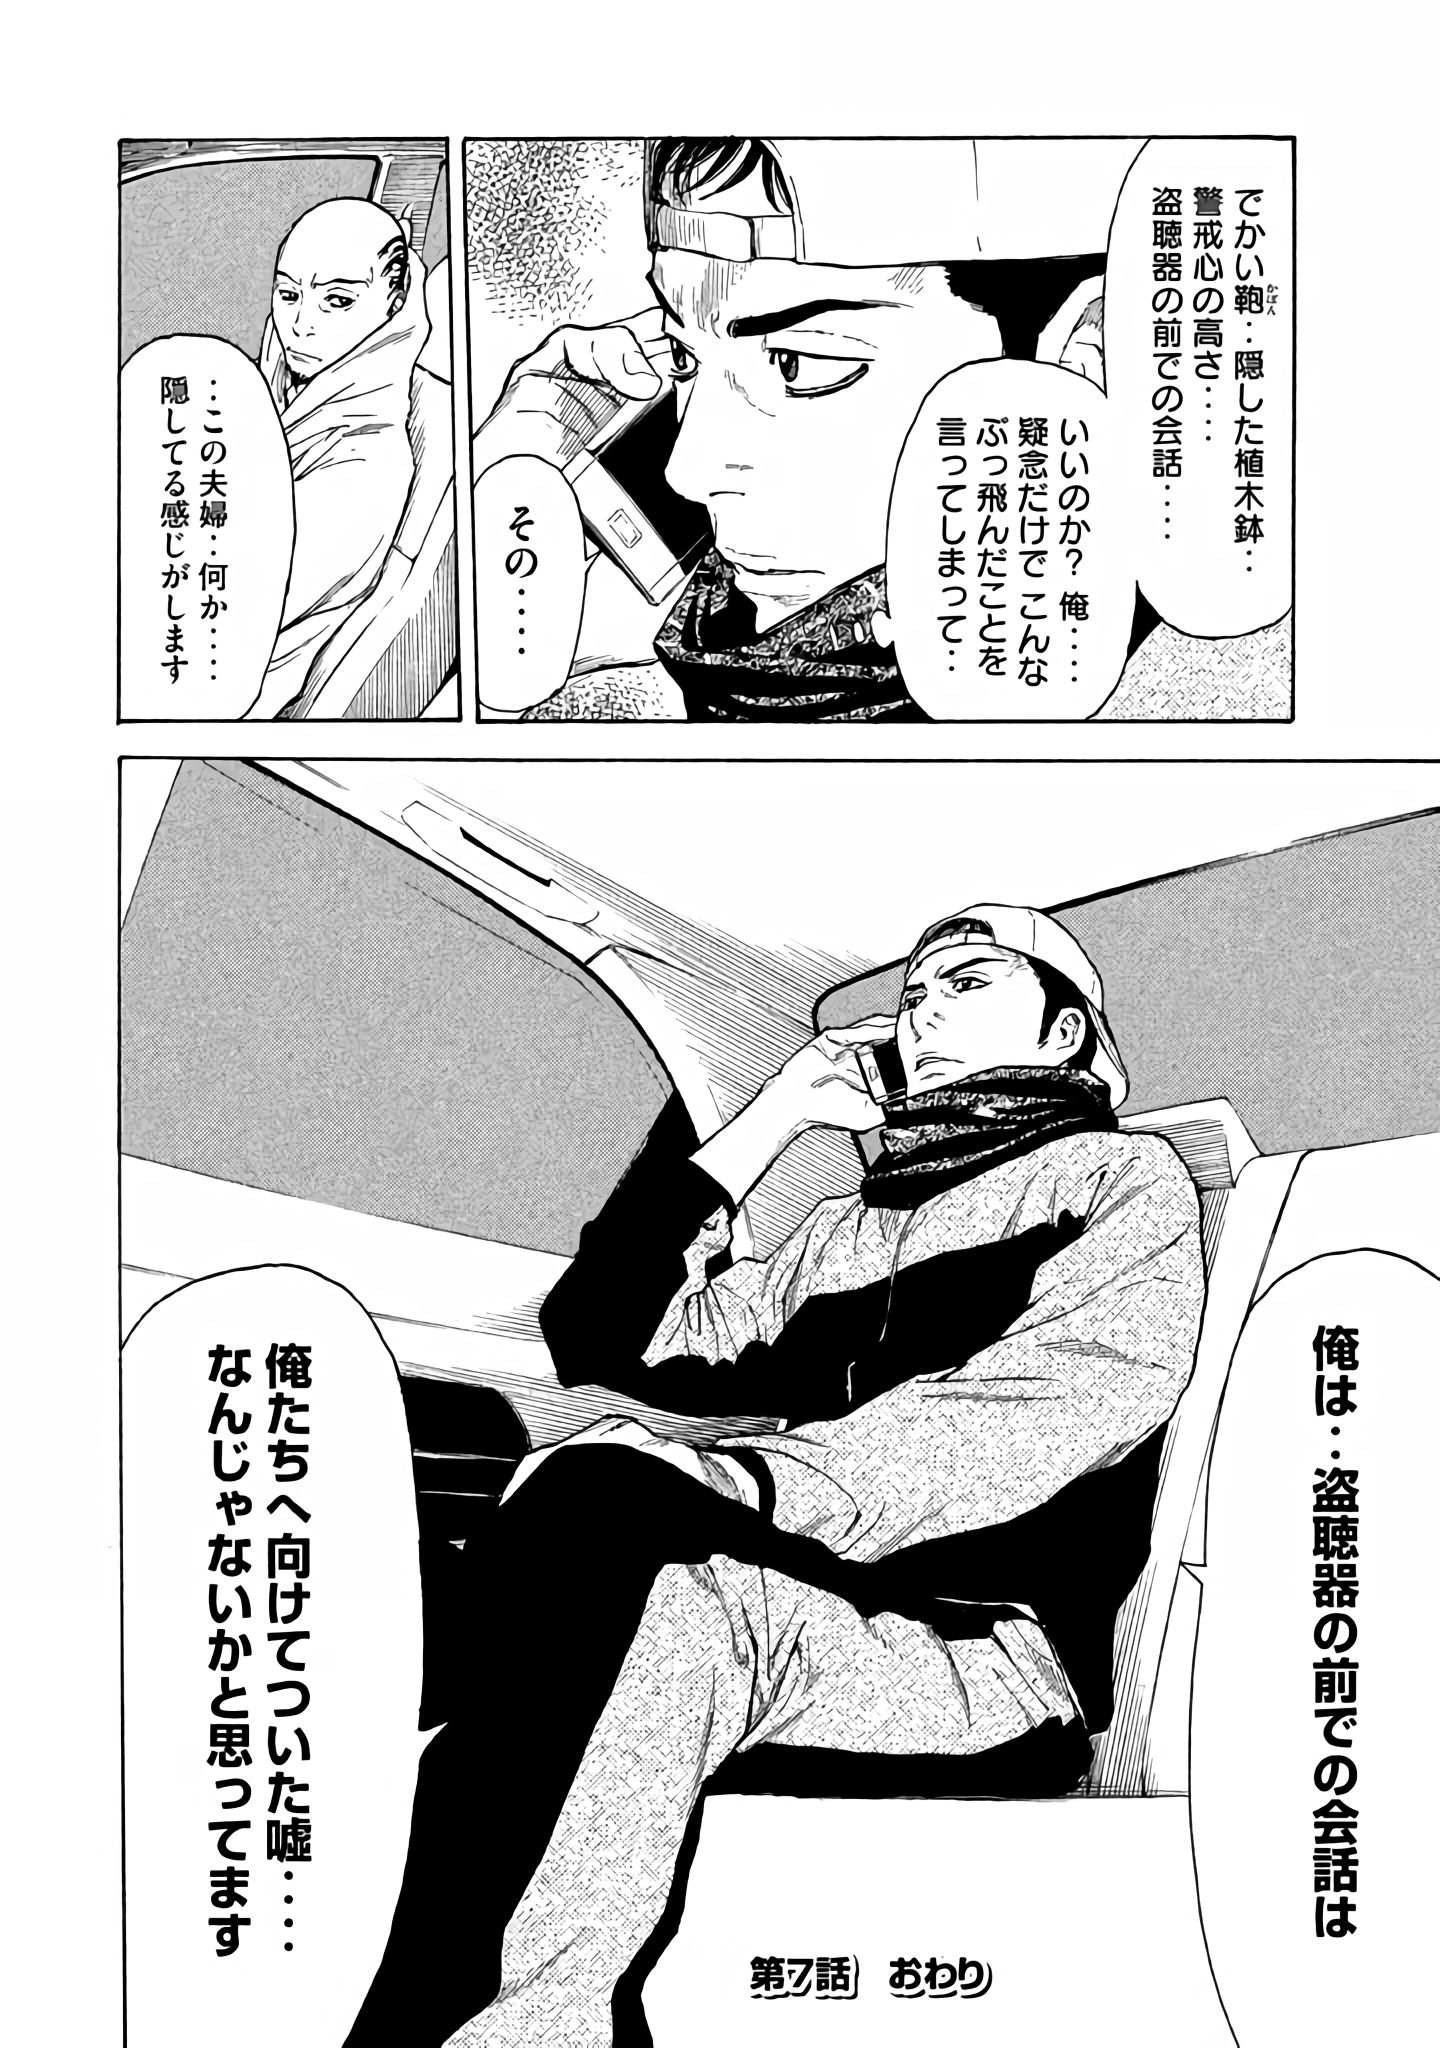 でかい鞄‥隠した植木鉢‥
かばん
警戒心の高さ‥‥
盗聴器の前での会話‥‥
いいのか？俺‥‥
疑念だけでこんな
ぶっ飛んだことを
言ってしまって‥
その‥‥
‥この夫婦‥何か‥‥
隠してる感じがします
俺は‥盗聴器の前での会話は
俺たちへ向けてついた嘘‥‥
なんじゃないかと思ってます
第7話　おわり